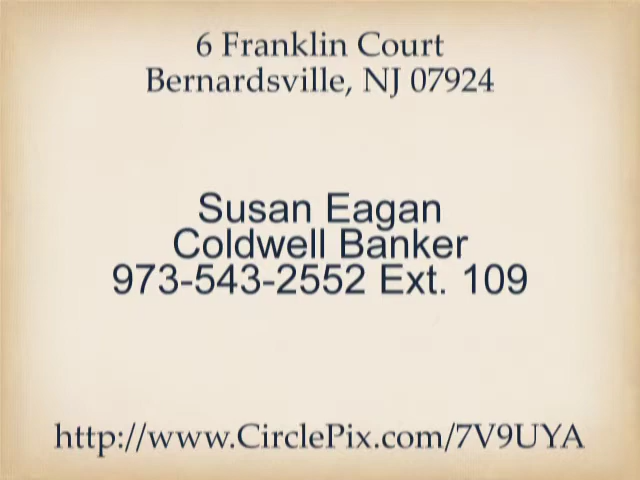 6 Franklin Court
Bernardsville, NJ 07924
Susan Eagan
Coldwell Banker
973-543-2552 Ext. 109
http://www.CirclePix.com/7V9UYA